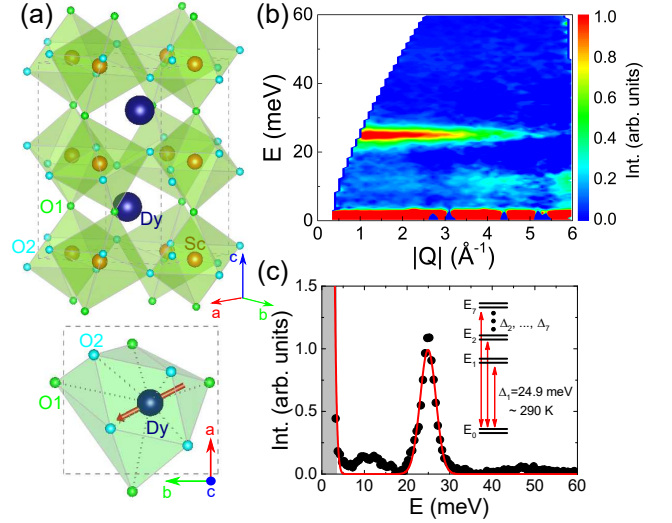 (a)
O1
O2
Dy
Sc
c
a
b
O2
O1
Dy
a
b
c
(b)
60
40
20
0
E (meV)
0
1
2
3
4
5
6
|Q| (Å⁻¹)
1.0
0.8
0.6
0.4
0.2
0.0
Int. (arb. units)
(c)
1.5
1.0
0.5
0.0
Int. (arb. units)
0
10
20
30
40
50
60
E (meV)
E₇
Δ₂, ..., Δ₇
E₂
E₁
Δ₁=24.9 meV
~ 290 K
E₀